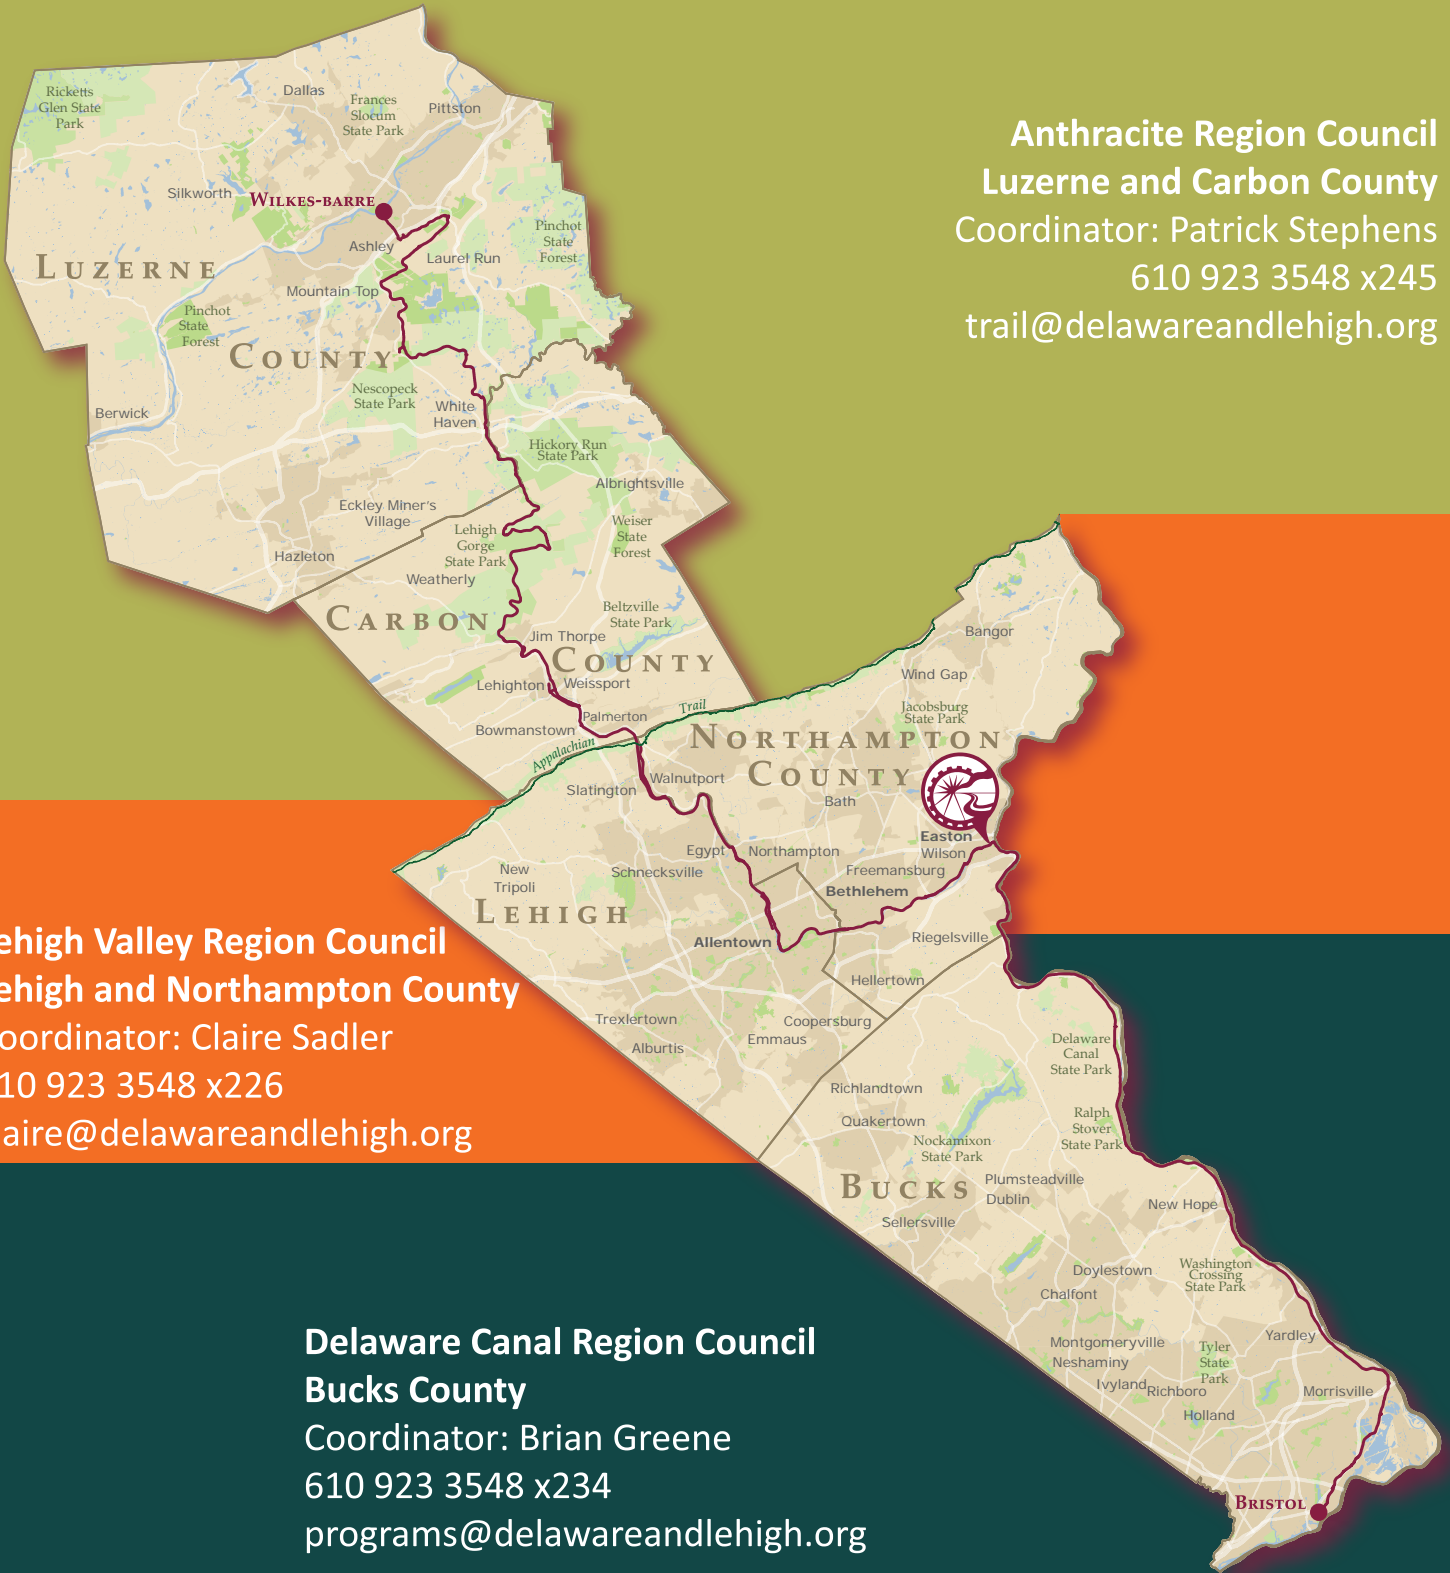 Anthracite Region Council
Luzerne and Carbon County
Coordinator: Patrick Stephens
610 923 3548 x245
trail@delawareandlehigh.org
Ricketts
Glen State
Park
Dallas
Frances
Slocum
State Park
Pittston
Silkworth
WILKES-BARRE
Ashley
Laurel Run
Pinchot
State
Forest
LUZERNE
COUNTY
Mountain Top
Pinchot
State
Forest
Nescopeck
State Park
White
Haven
Berwick
Hickory Run
State Park
Albrightsville
Eckley Miner's
Village
Lehigh
Gorge
State Park
Weiser
State
Forest
Hazleton
Weatherly
CARBON
COUNTY
Beltzville
State Park
Jim Thorpe
Lehighton
Weissport
Bowmanstown
Palmerton
Appalachian
Trail
Bangor
Wind Gap
Jacobsburg
State Park
NORTHAMPTON
COUNTY
Slatington
Walnutport
Bath
Easton
Wilson
Egypt
Northampton
Freemansburg
Bethlehem
New
Tripoli
Schnecksville
LEHIGH
Allentown
Riegelsville
Hellertown
Trexlertown
Coopersburg
Emmaus
Alburtis
ehigh Valley Region Council
ehigh and Northampton County
oordinator: Claire Sadler
10 923 3548 x226
aire@delawareandlehigh.org
Delaware
Canal
State Park
Richlandtown
Quakertown
Ralph
Stover
State Park
Nockamixon
State Park
BUCKS
Plumsteadville
Dublin
New Hope
Sellersville
Doylestown
Washington
Crossing
State Park
Chalfont
Montgomeryville
Neshaminy
Yardley
Tyler
State
Park
Ivyland
Richboro
Morrisville
Holland
BRISTOL
Delaware Canal Region Council
Bucks County
Coordinator: Brian Greene
610 923 3548 x234
programs@delawareandlehigh.org